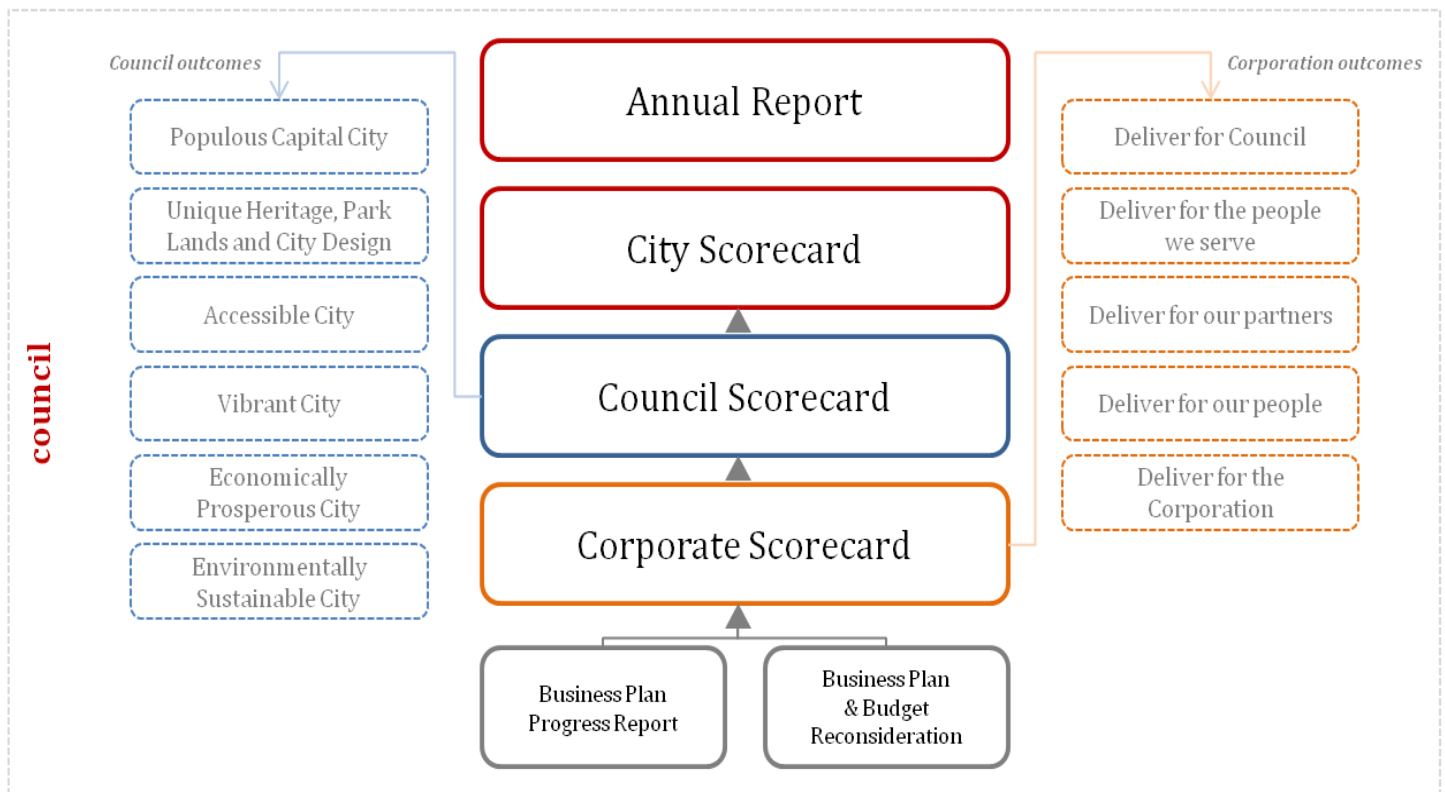 council
Council outcomes
Populous Capital City
Unique Heritage, Park
Lands and City Design
Accessible City
Vibrant City
Economically
Prosperous City
Environmentally
Sustainable City
Annual Report
City Scorecard
Council Scorecard
Corporate Scorecard
Business Plan
Progress Report
Business Plan
& Budget
Reconsideration
Corporation outcomes
Deliver for Council
Deliver for the people
we serve
Deliver for our partners
Deliver for our people
Deliver for the
Corporation